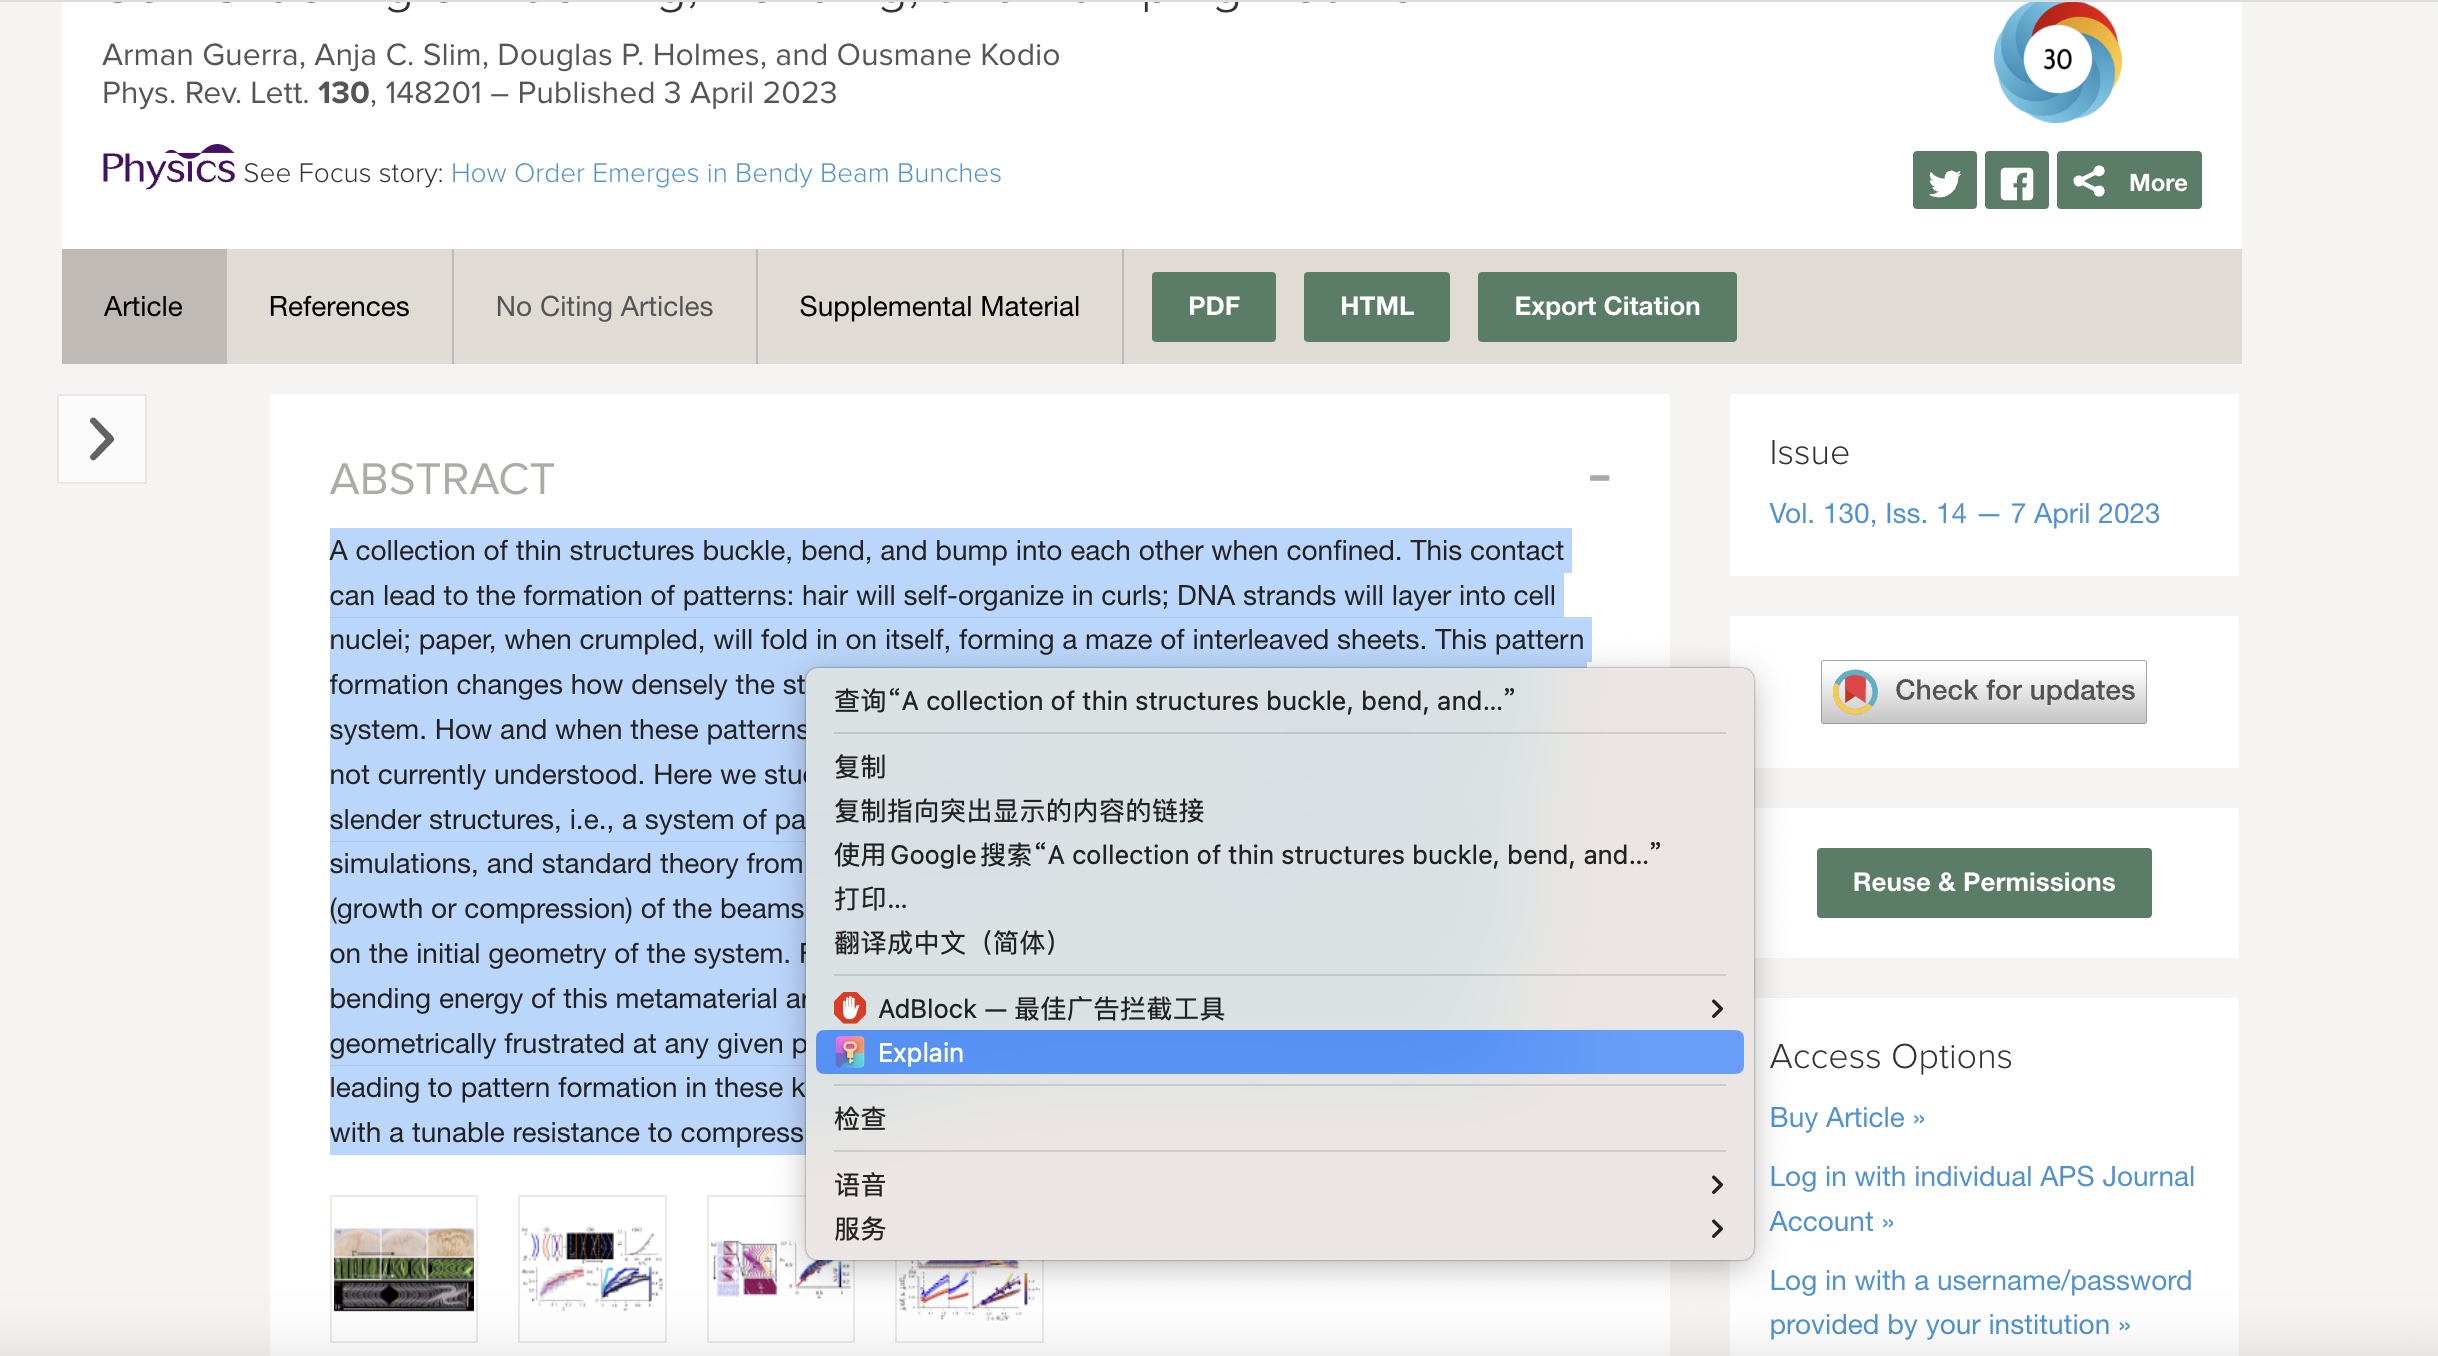 Arman Guerra, Anja C. Slim, Douglas P. Holmes, and Ousmane Kodio
Phys. Rev. Lett. 130, 148201 – Published 3 April 2023
30
Physics See Focus story: How Order Emerges in Bendy Beam Bunches
More
Article
References
No Citing Articles
Supplemental Material
PDF
HTML
Export Citation
ABSTRACT
A collection of thin structures buckle, bend, and bump into each other when confined. This contact
can lead to the formation of patterns: hair will self-organize in curls; DNA strands will layer into cell
nuclei; paper, when crumpled, will fold in on itself, forming a maze of interleaved sheets. This pattern
formation changes how densely the st
system. How and when these patterns
not currently understood. Here we stu
slender structures, i.e., a system of pa
simulations, and standard theory from
(growth or compression) of the beams
on the initial geometry of the system.
bending energy of this metamaterial a
geometrically frustrated at any given p
leading to pattern formation in these k
with a tunable resistance to compress
查询“A collection of thin structures buckle, bend, and...”
复制
复制指向突出显示的内容的链接
使用Google搜索“A collection of thin structures buckle, bend, and...”
打印...
翻译成中文（简体）
AdBlock — 最佳广告拦截工具
Explain
检查
语音
服务
Issue
Vol. 130, Iss. 14 — 7 April 2023
Check for updates
Reuse & Permissions
Access Options
Buy Article »
Log in with individual APS Journal
Account »
Log in with a username/password
provided by your institution »